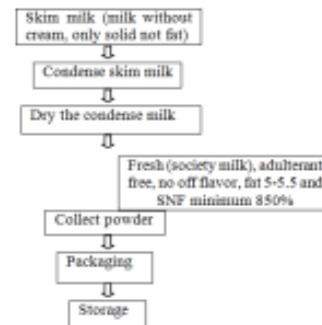 Skim milk (milk without
cream, only solid not fat)
Condense skim milk
Dry the condense milk
Fresh (society milk), adulterant
free, no off flavor, fat 5-5.5 and
SNF minimum 850%
Collect powder
Packaging
Storage